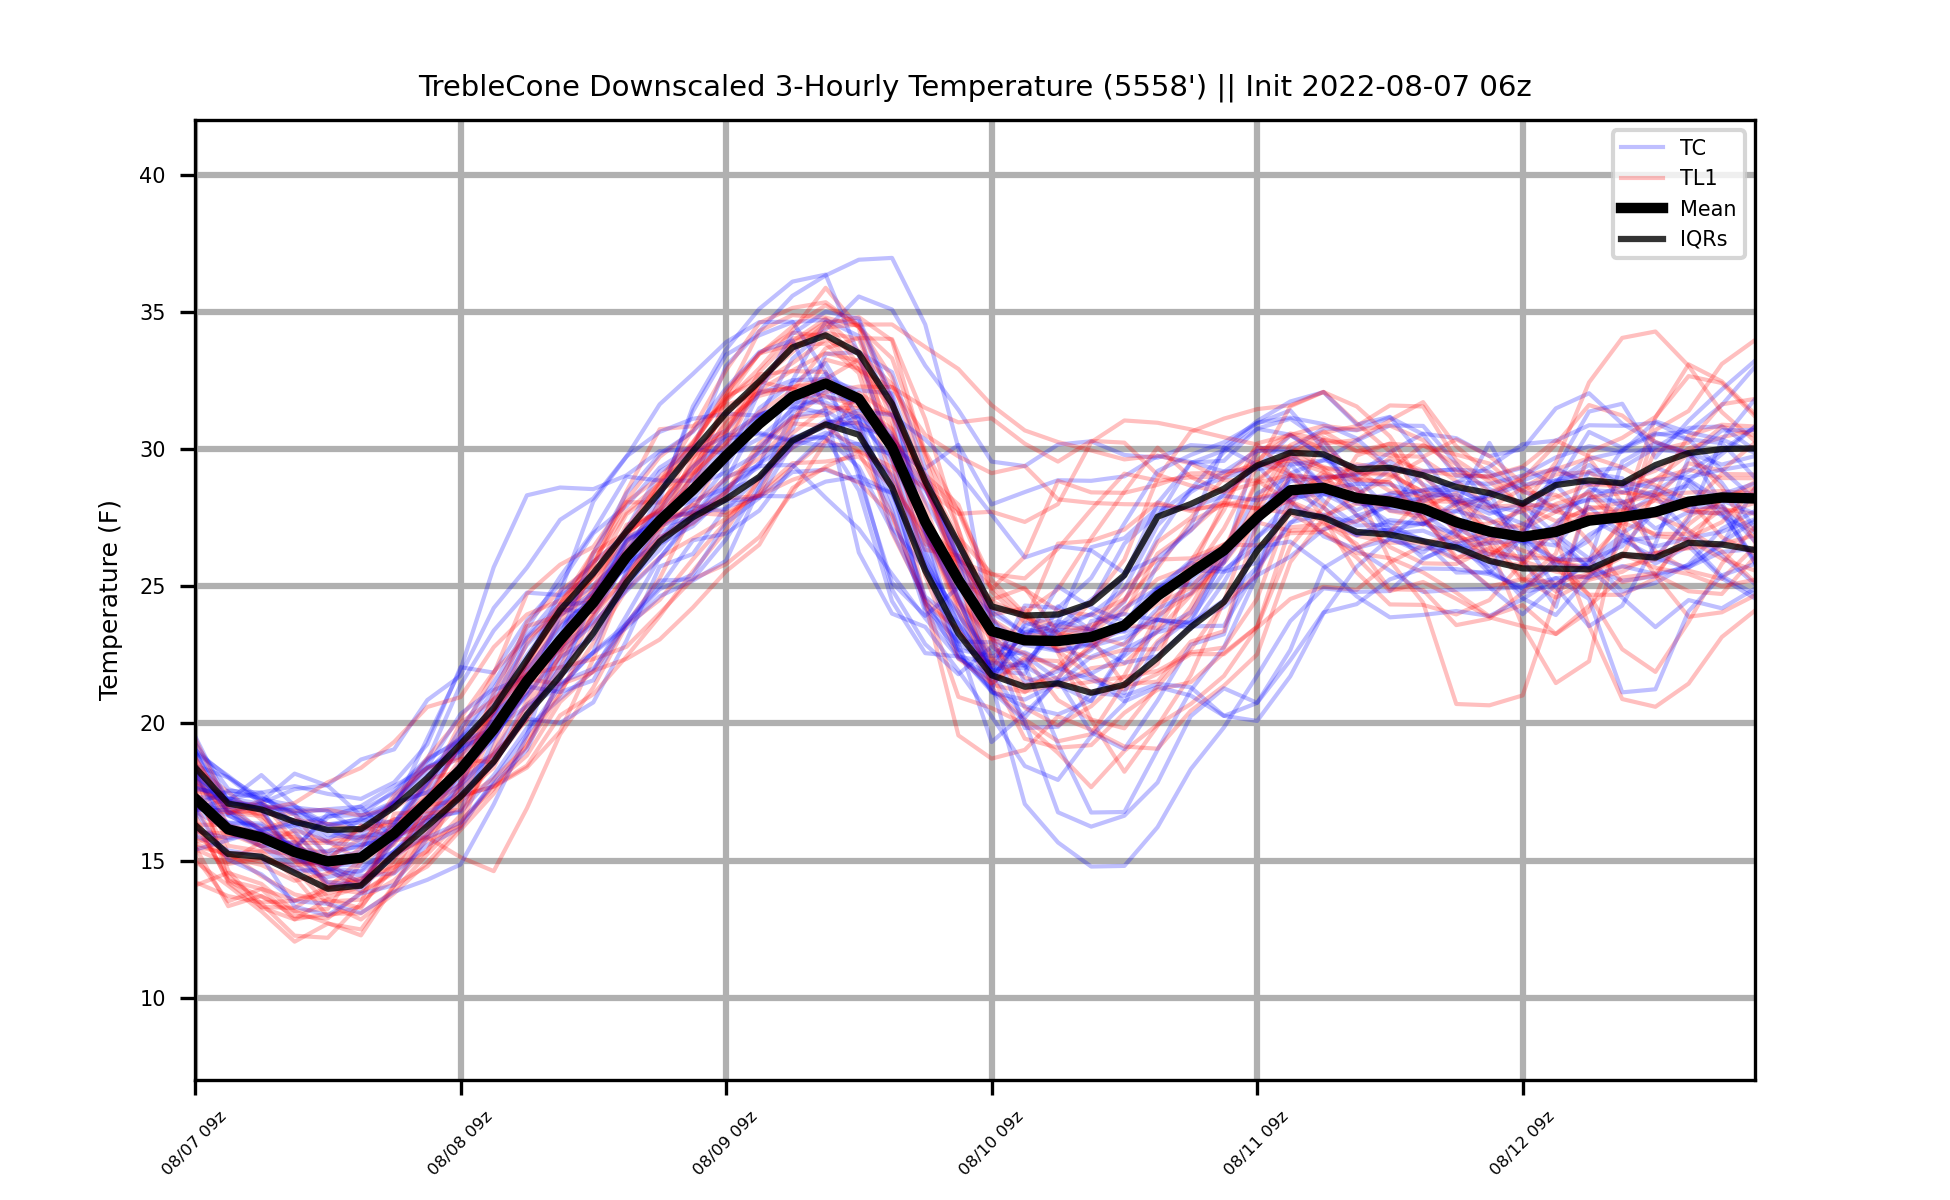 TrebleCone Downscaled 3-Hourly Temperature (5558') || Init 2022-08-07 06z
TC
TL1
Mean
IQRs
Temperature (F)
40
35
30
25
20
15
10
08/07 09z
08/08 09z
08/09 09z
08/10 09z
08/11 09z
08/12 09z